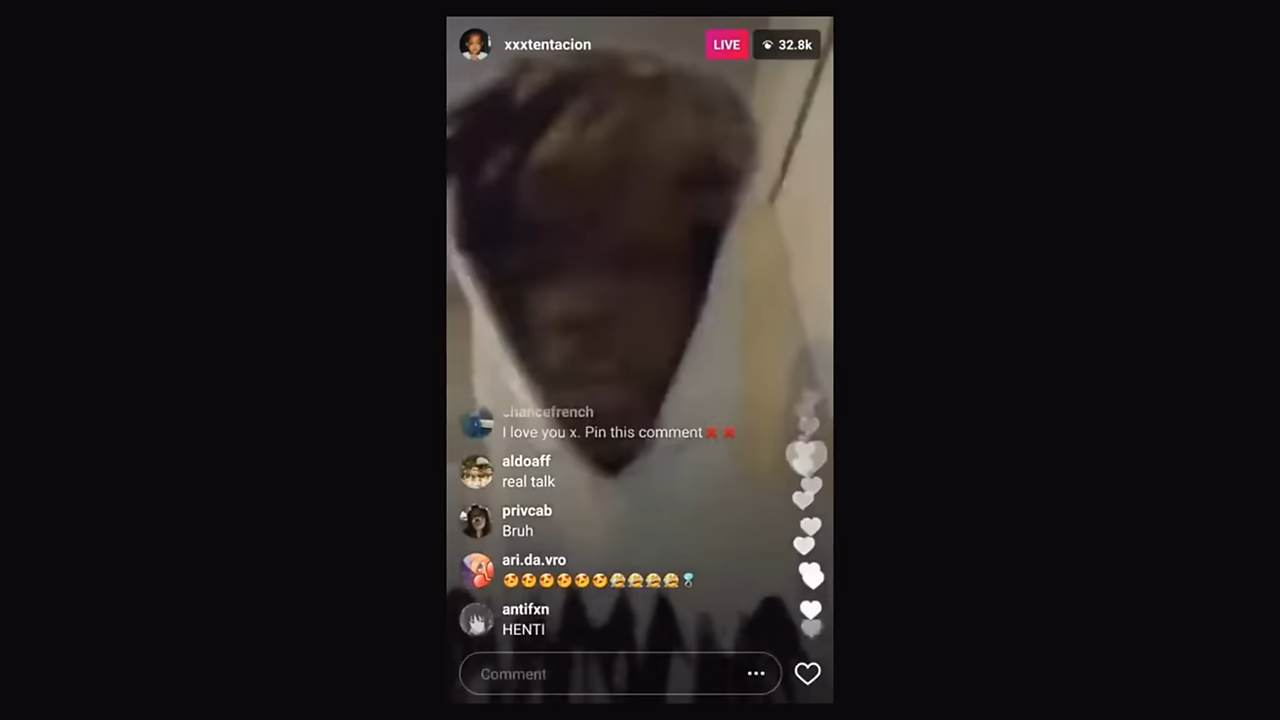 xxxtentacion
LIVE
32.8k
chancefrench
I love you x. Pin this comment
aldoaff
real talk
privcab
Bruh
ari.da.vro
antifxn
HENTI
Comment